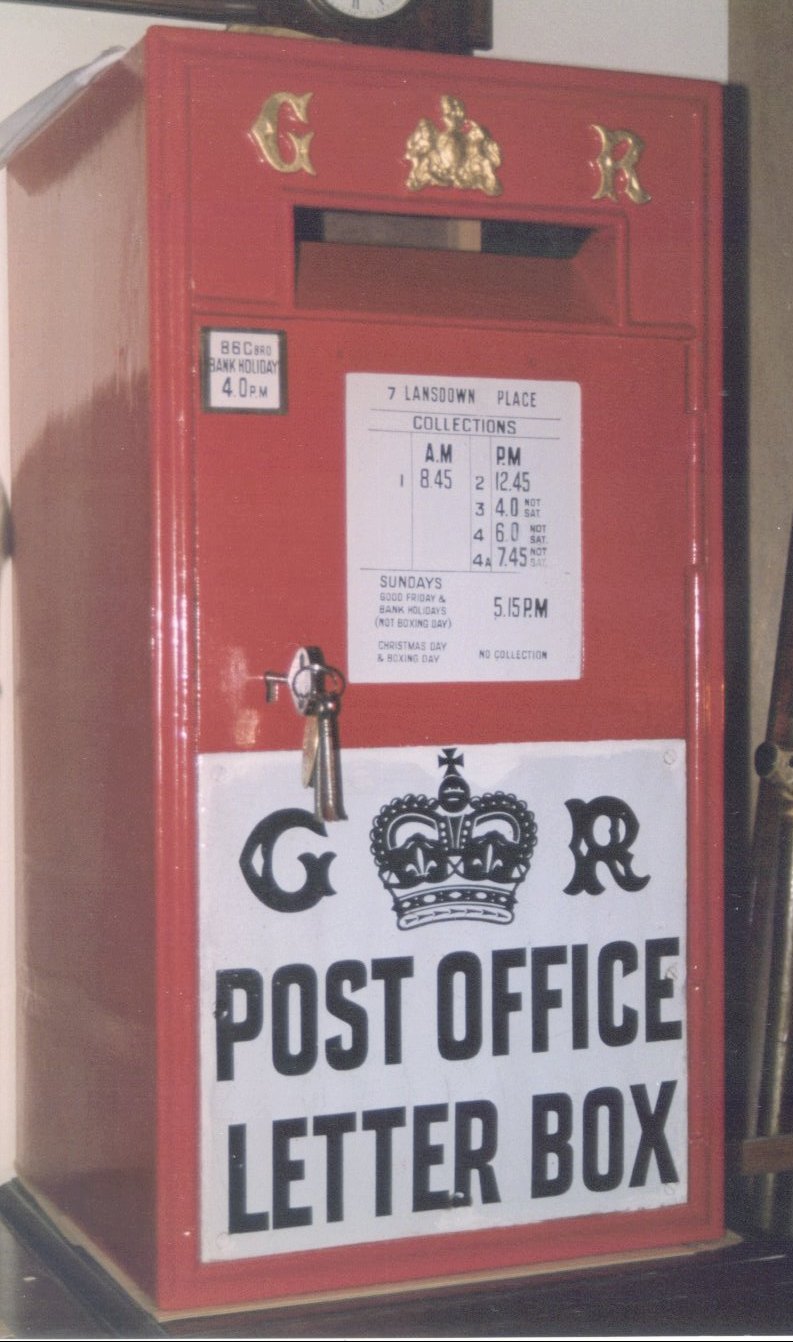 G R
86C BRD
BANK HOLIDAY
4.0 P.M
7 LANSDOWN PLACE
COLLECTIONS
A.M P.M
1 8.45 2 12.45
3 4.0 NOT SAT.
4 6.0 NOT SAT.
4A 7.45 NOT SAT.
SUNDAYS
GOOD FRIDAY &
BANK HOLIDAYS 5.15 P.M
(NOT BOXING DAY)
CHRISTMAS DAY
& BOXING DAY NO COLLECTION
G R
POST OFFICE
LETTER BOX